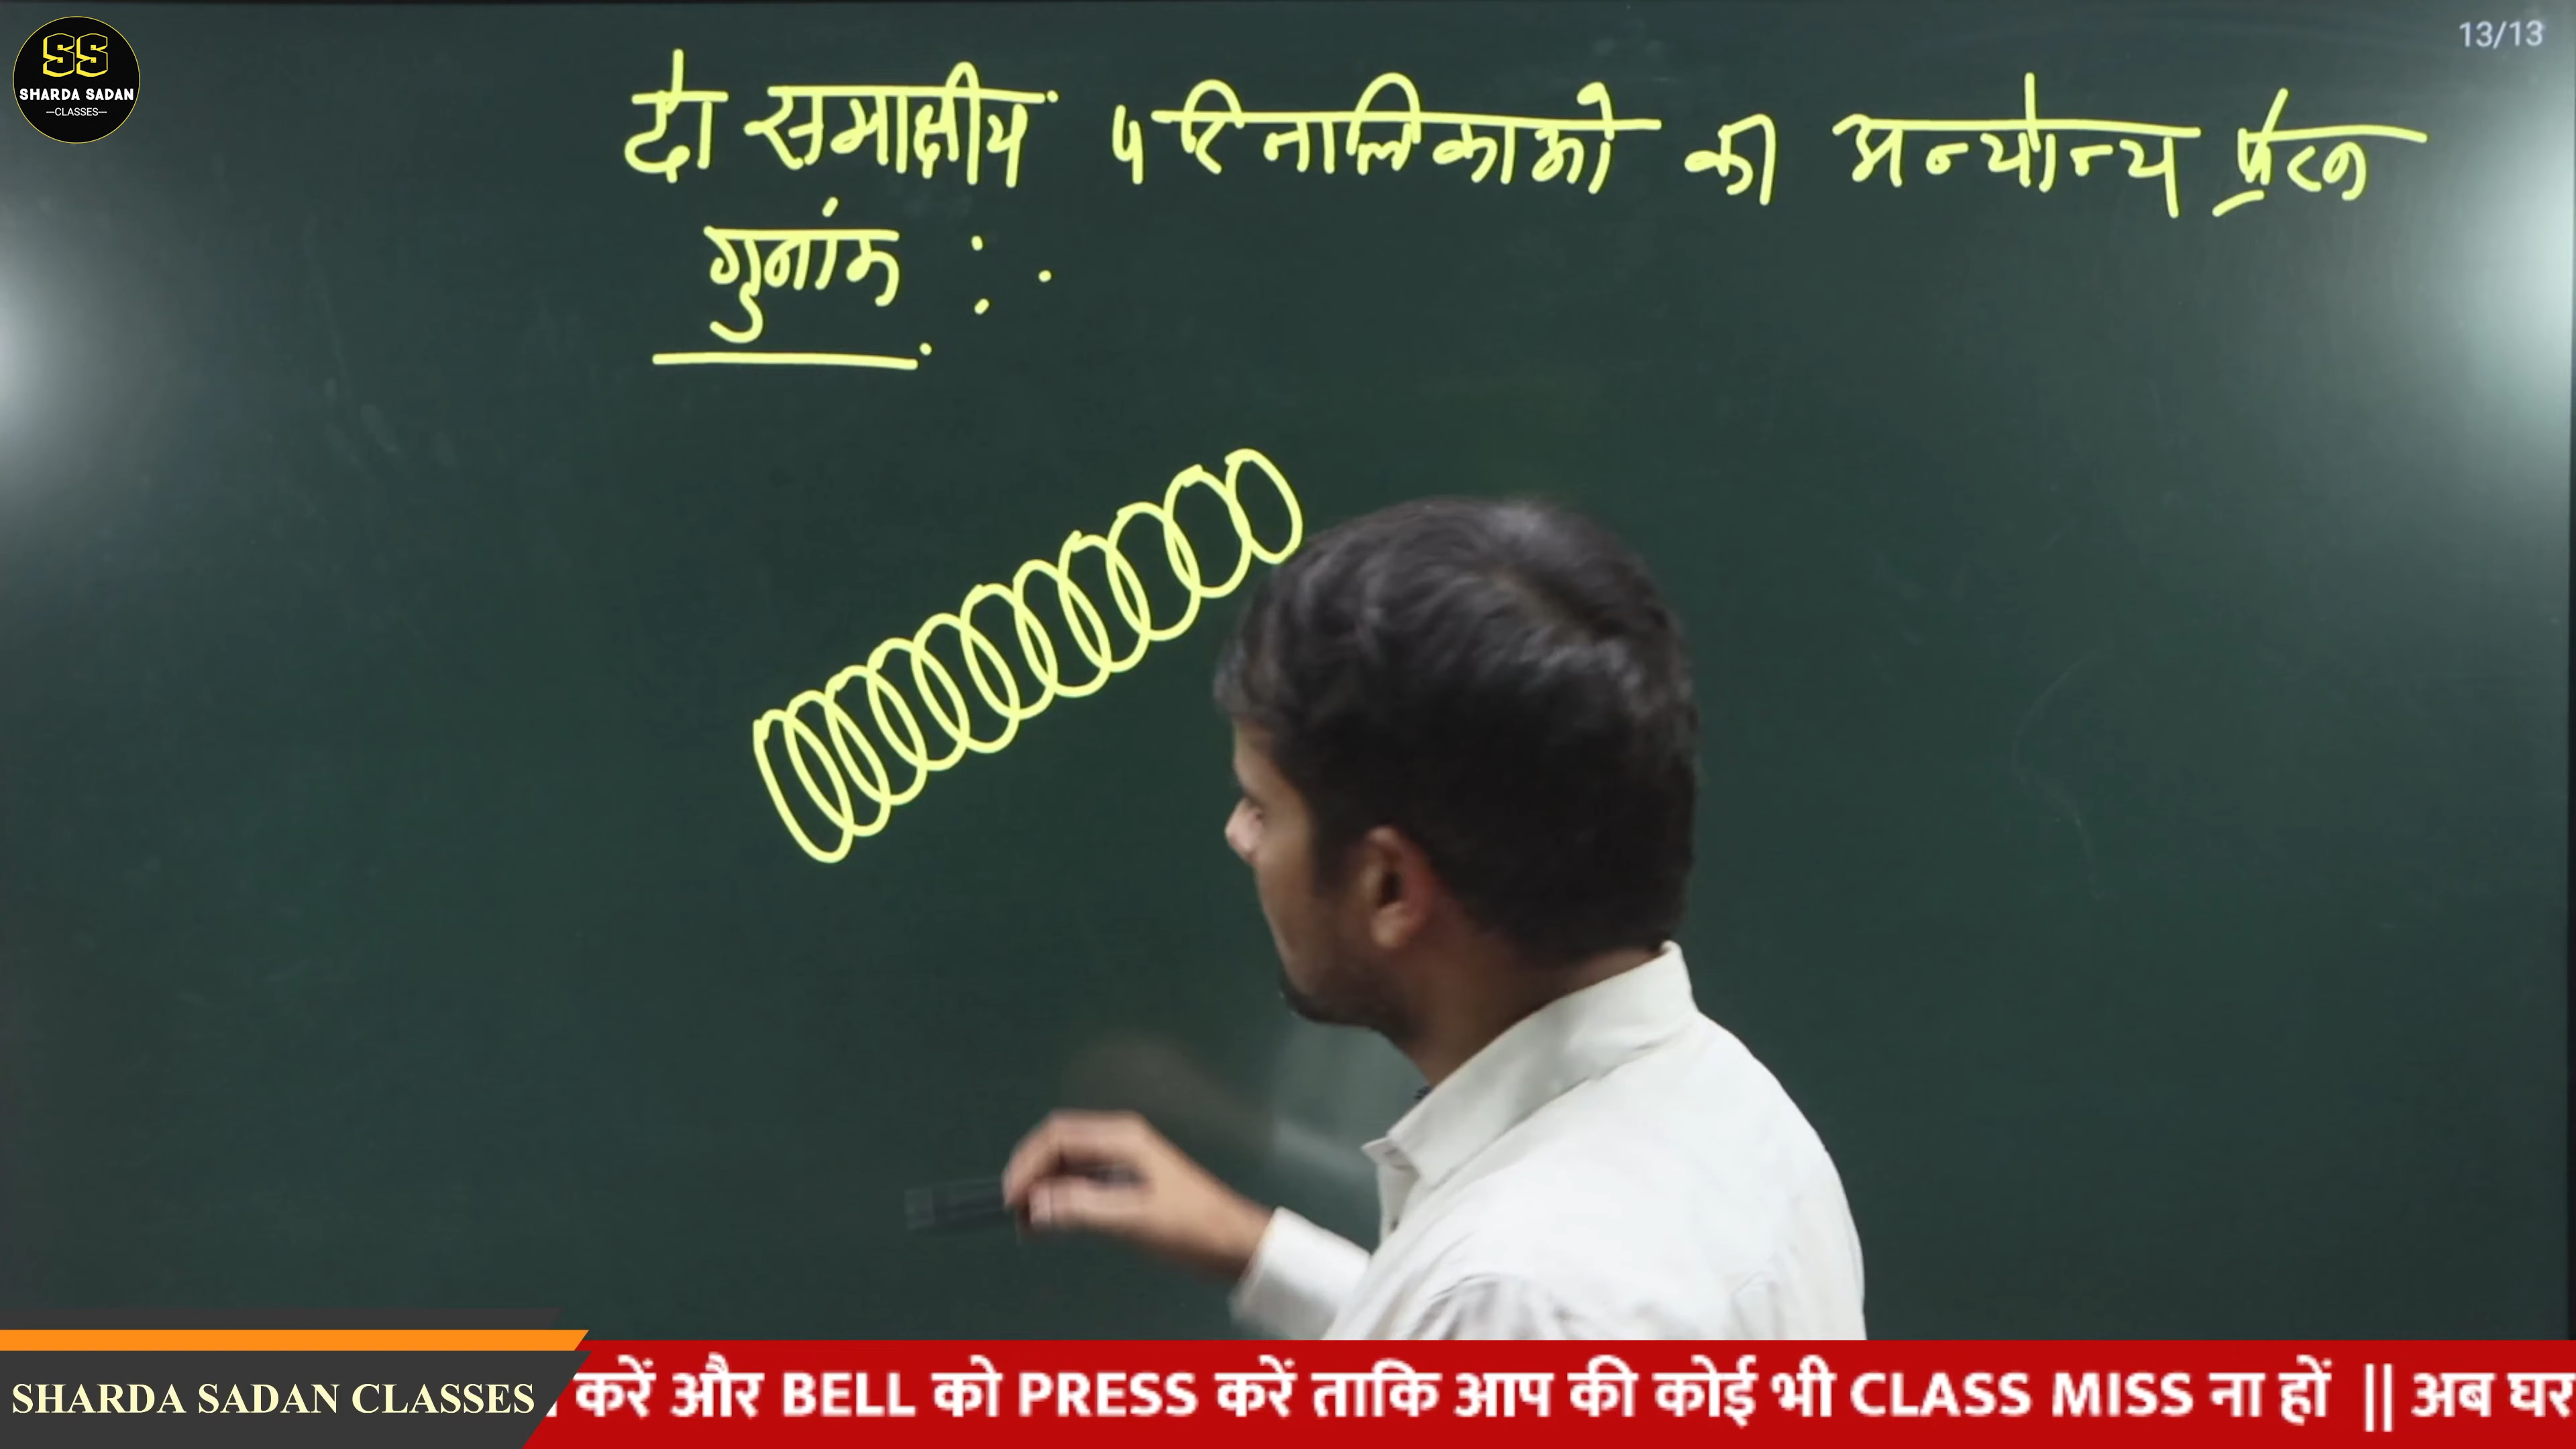 SS
SHARDA SADAN
—CLASSES—
13/13
दो समाक्षीय परिनालिकाओ का अन्योन्य प्रेरन
गुनांक :
SHARDA SADAN CLASSES
करें और BELL को PRESS करें ताकि आप की कोई भी CLASS MISS ना हों || अब घर